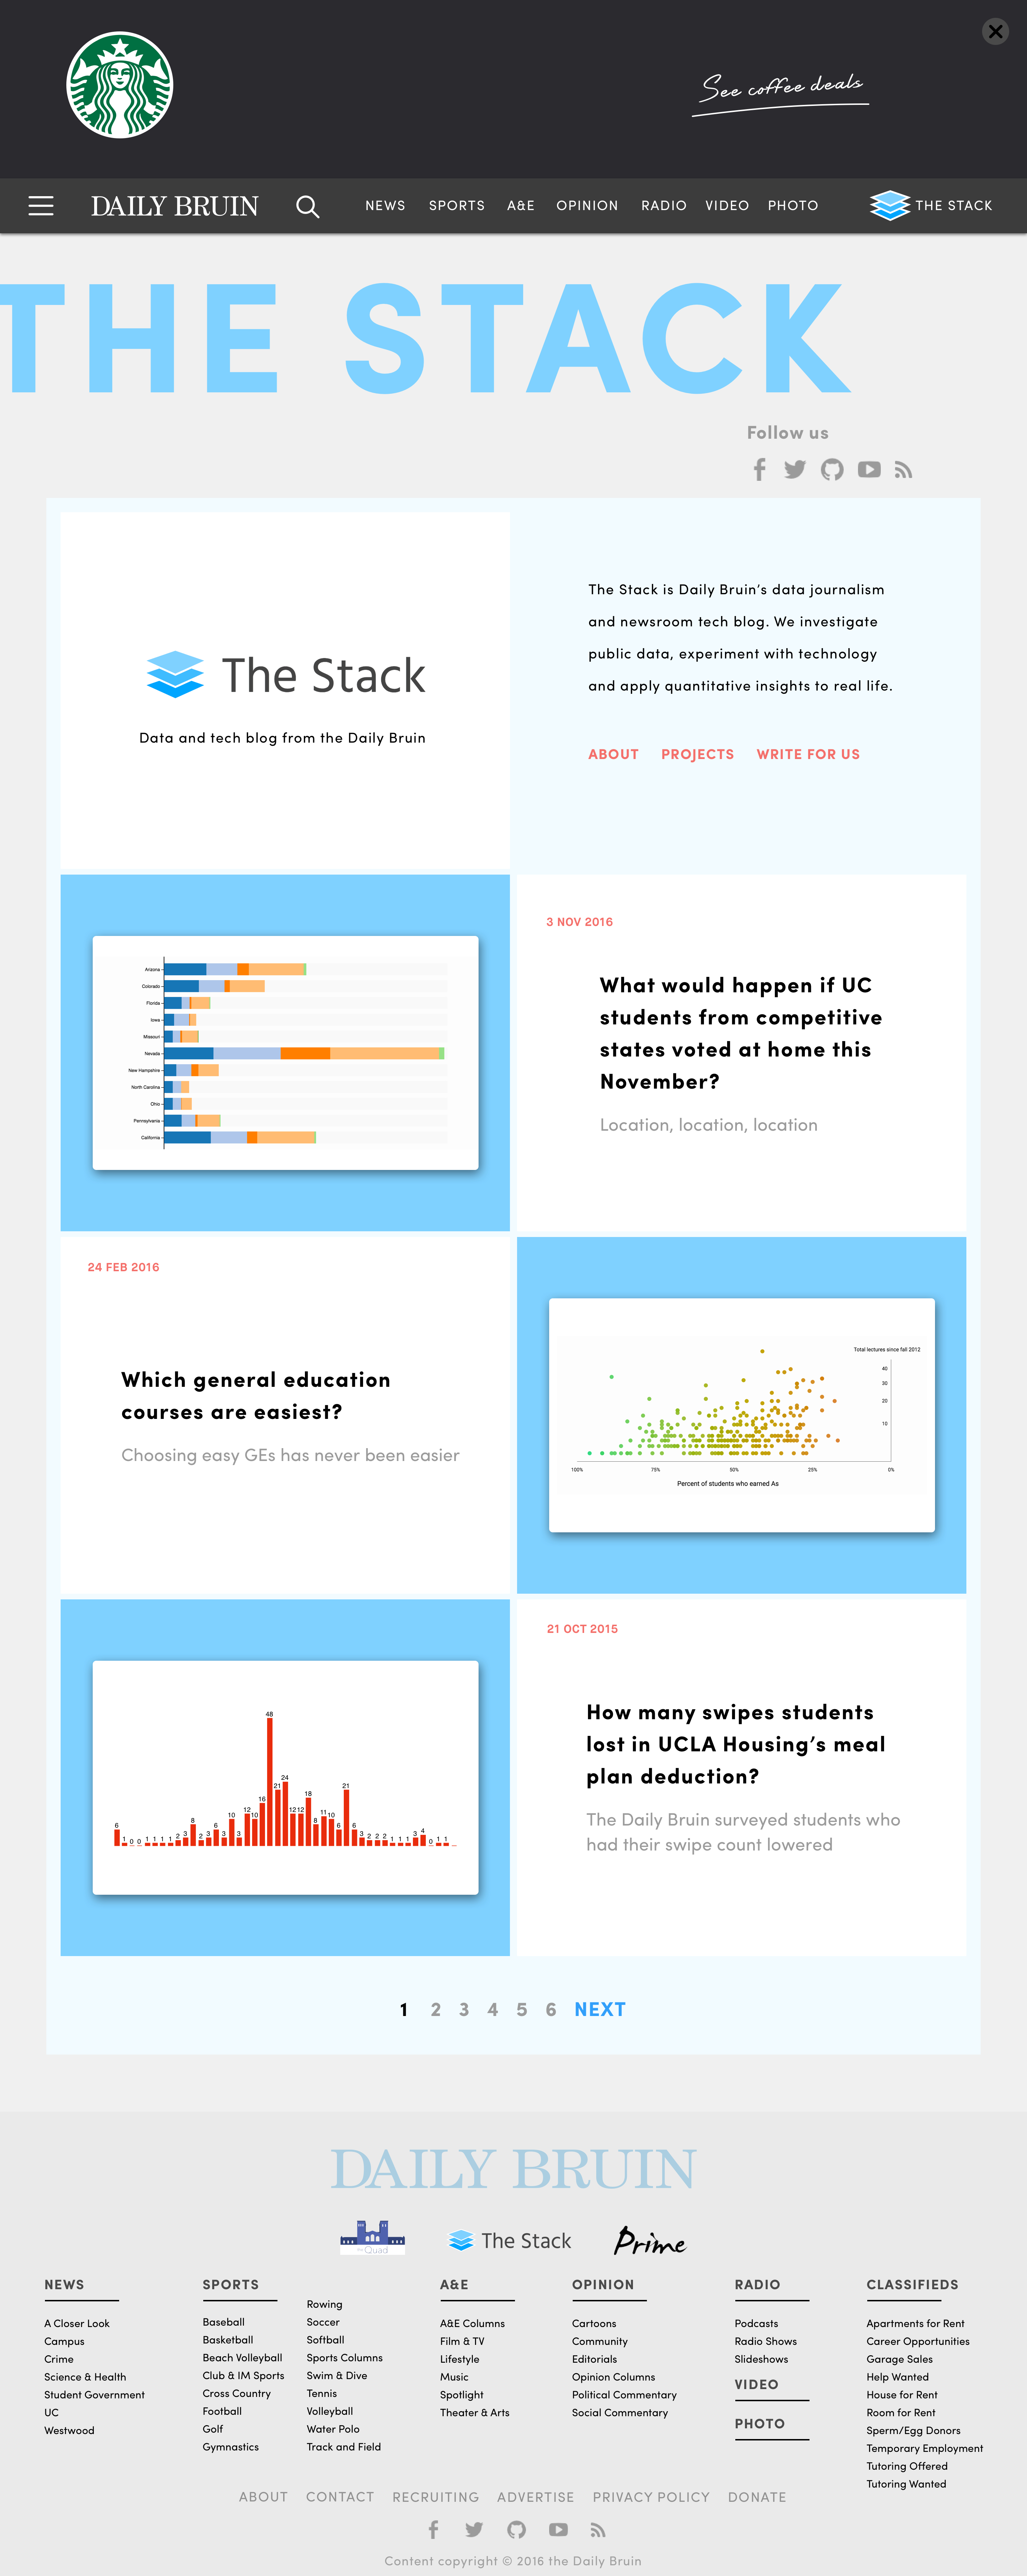 See coffee deals
DAILY BRUIN
NEWS SPORTS A&E OPINION RADIO VIDEO PHOTO
THE STACK
THE STACK
Follow us
The Stack
Data and tech blog from the Daily Bruin
The Stack is Daily Bruin's data journalism
and newsroom tech blog. We investigate
public data, experiment with technology
and apply quantitative insights to real life.
ABOUT PROJECTS WRITE FOR US
Arizona
Colorado
Florida
Iowa
Missouri
Nevada
New Hampshire
North Carolina
Ohio
Pennsylvania
California
3 NOV 2016
What would happen if UC
students from competitive
states voted at home this
November?
Location, location, location
24 FEB 2016
Which general education
courses are easiest?
Choosing easy GEs has never been easier
Total lectures since fall 2012
40
30
20
10
100% 75% 50% 25% 0%
Percent of students who earned As
6 1 0 0 1 1 1 1 2 3 8 2 3 6 3 10 3 12 10 16 48 21 24 12 12 18 8 11 10 6 21 6 3 2 2 2 1 1 1 3 4 0 1 1
21 OCT 2015
How many swipes students
lost in UCLA Housing's meal
plan deduction?
The Daily Bruin surveyed students who
had their swipe count lowered
1 2 3 4 5 6 NEXT
DAILY BRUIN
Quad
The Stack
Prime
NEWS
A Closer Look
Campus
Crime
Science & Health
Student Government
UC
Westwood
SPORTS
Baseball
Basketball
Beach Volleyball
Club & IM Sports
Cross Country
Football
Golf
Gymnastics
Rowing
Soccer
Softball
Sports Columns
Swim & Dive
Tennis
Volleyball
Water Polo
Track and Field
A&E
A&E Columns
Film & TV
Lifestyle
Music
Spotlight
Theater & Arts
OPINION
Cartoons
Community
Editorials
Opinion Columns
Political Commentary
Social Commentary
RADIO
Podcasts
Radio Shows
Slideshows
VIDEO
PHOTO
CLASSIFIEDS
Apartments for Rent
Career Opportunities
Garage Sales
Help Wanted
House for Rent
Room for Rent
Sperm/Egg Donors
Temporary Employment
Tutoring Offered
Tutoring Wanted
ABOUT CONTACT RECRUITING ADVERTISE PRIVACY POLICY DONATE
Content copyright © 2016 the Daily Bruin